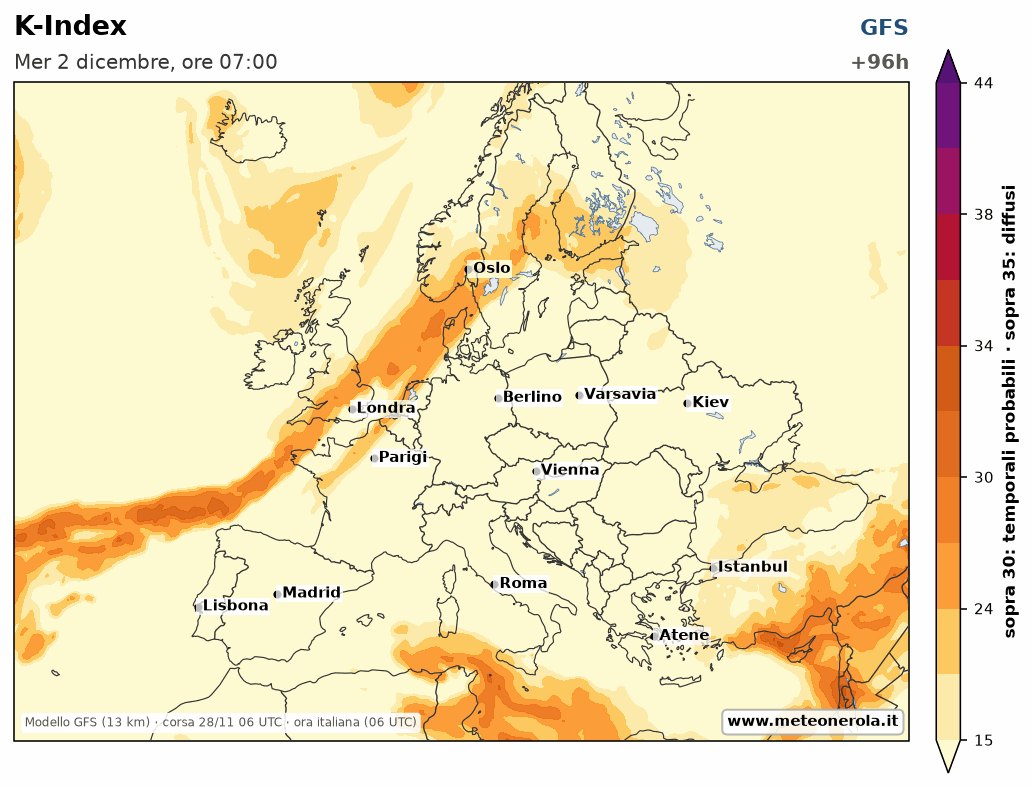 K-Index
GFS
Mer 2 dicembre, ore 07:00
+96h
44
38
34
30
24
15
sopra 30: temporali probabili · sopra 35: diffusi
Oslo
Londra
Berlino
Varsavia
Kiev
Parigi
Vienna
Istanbul
Roma
Madrid
Lisbona
Atene
Modello GFS (13 km) · corsa 28/11 06 UTC · ora italiana (06 UTC)
www.meteonerola.it